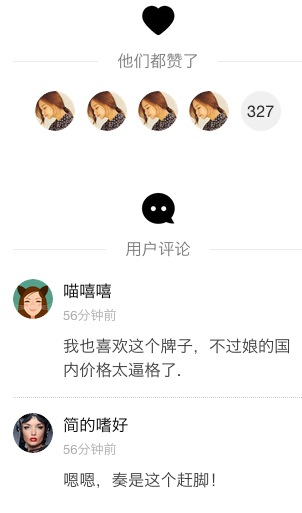 他们都赞了
327
用户评论
喵嘻嘻
56分钟前
我也喜欢这个牌子，不过娘的国
内价格太逼格了.
简的嗜好
56分钟前
嗯嗯，奏是这个赶脚！